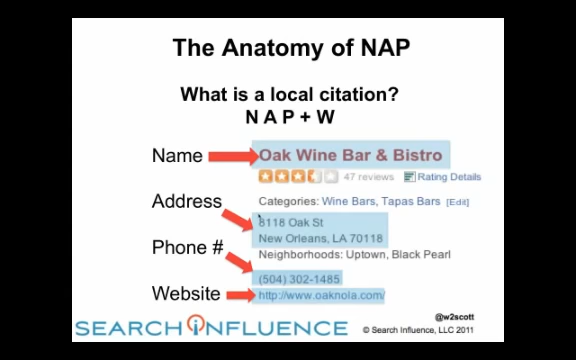 The Anatomy of NAP
What is a local citation?
N A P + W
Name
Oak Wine Bar & Bistro
47 reviews Rating Details
Categories: Wine Bars, Tapas Bars [Edit]
Address
8118 Oak St
New Orleans, LA 70118
Neighborhoods: Uptown, Black Pearl
Phone #
(504) 302-1485
Website
http://www.oaknola.com/
@w2scott
SEARCH INFLUENCE
© Search Influence, LLC 2011